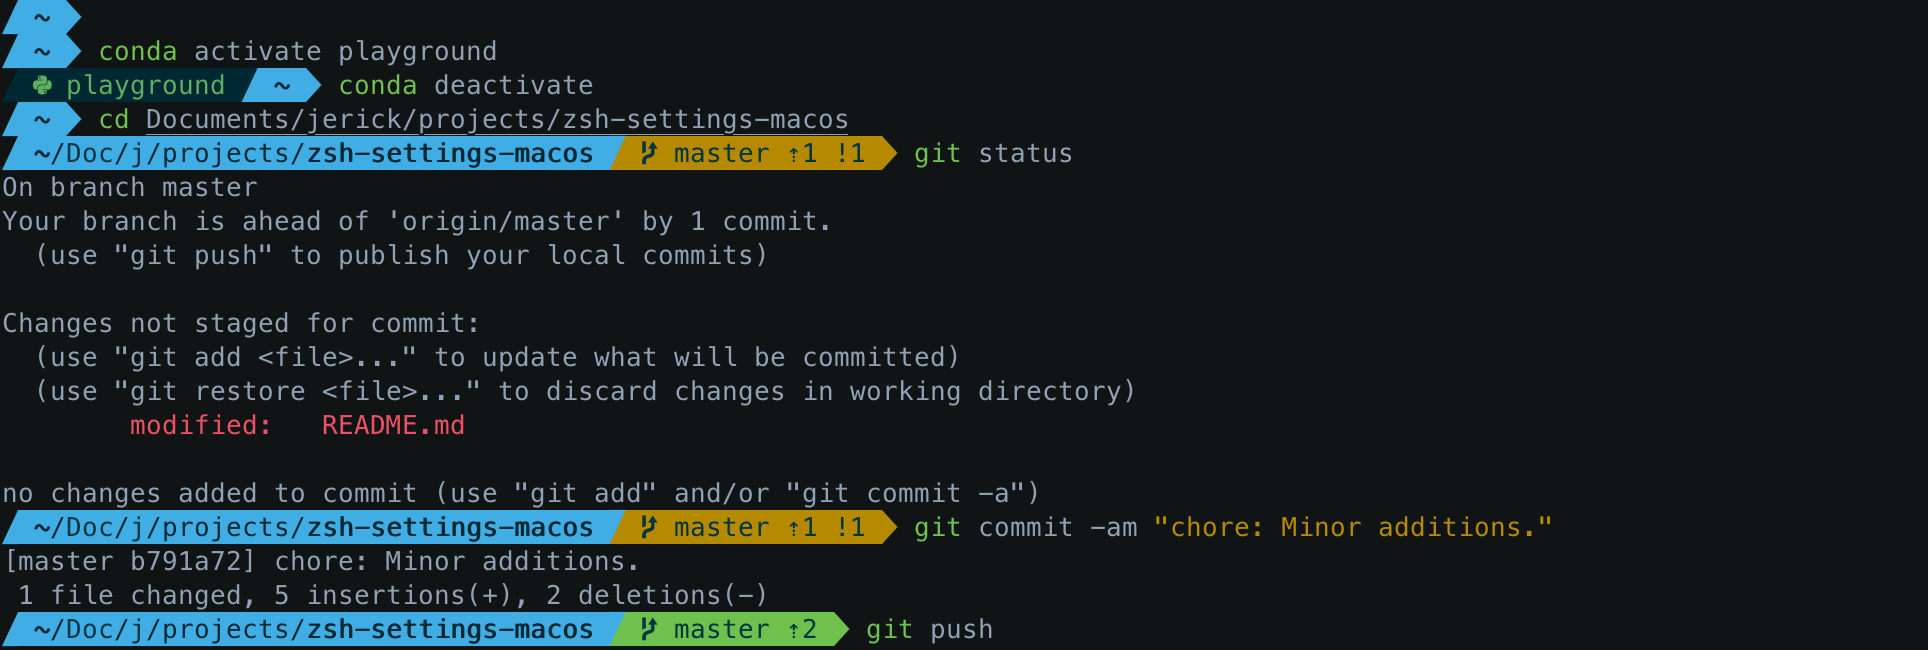 ~
~ conda activate playground
playground ~ conda deactivate
~ cd Documents/jerick/projects/zsh-settings-macos
~/Doc/j/projects/zsh-settings-macos master ⇡1 !1 git status
On branch master
Your branch is ahead of 'origin/master' by 1 commit.
  (use "git push" to publish your local commits)

Changes not staged for commit:
  (use "git add <file>..." to update what will be committed)
  (use "git restore <file>..." to discard changes in working directory)
        modified:   README.md

no changes added to commit (use "git add" and/or "git commit -a")
~/Doc/j/projects/zsh-settings-macos master ⇡1 !1 git commit -am "chore: Minor additions."
[master b791a72] chore: Minor additions.
 1 file changed, 5 insertions(+), 2 deletions(-)
~/Doc/j/projects/zsh-settings-macos master ⇡2 git push